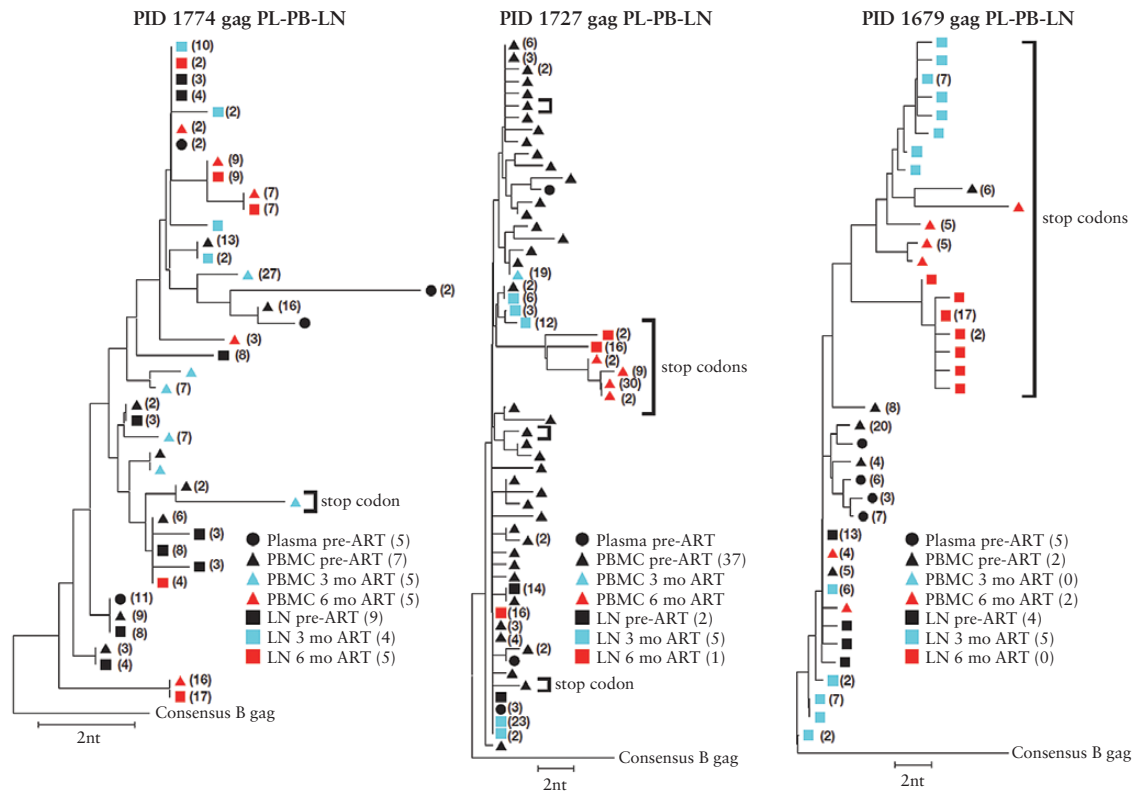 PID 1774 gag PL-PB-LN
(10)
(2)
(3)
(4)
(2)
(2)
(2)
(9)
(9)
(7)
(7)
(13)
(2)
(27)
(2)
(16)
(3)
(8)
(7)
(2)
(3)
(7)
(2)
stop codon
(6)
(3)
(8)
(3)
(4)
(11)
(9)
(8)
(3)
(4)
(16)
(17)
Plasma pre-ART (5)
PBMC pre-ART (7)
PBMC 3 mo ART (5)
PBMC 6 mo ART (5)
LN pre-ART (9)
LN 3 mo ART (4)
LN 6 mo ART (5)
Consensus B gag
2nt
PID 1727 gag PL-PB-LN
(6)
(3)
(2)
(19)
(2)
(6)
(3)
(12)
(2)
(16)
(2)
(9)
(30)
(2)
stop codons
(2)
(14)
(16)
(3)
(4)
(2)
stop codon
(3)
(23)
(2)
Plasma pre-ART
PBMC pre-ART (37)
PBMC 3 mo ART
PBMC 6 mo ART
LN pre-ART (2)
LN 3 mo ART (5)
LN 6 mo ART (1)
Consensus B gag
2nt
PID 1679 gag PL-PB-LN
(7)
(6)
(5)
(5)
(17)
(2)
stop codons
(8)
(20)
(4)
(6)
(3)
(7)
(13)
(4)
(5)
(6)
(2)
(7)
(2)
Plasma pre-ART (5)
PBMC pre-ART (2)
PBMC 3 mo ART (0)
PBMC 6 mo ART (2)
LN pre-ART (4)
LN 3 mo ART (5)
LN 6 mo ART (0)
Consensus B gag
2nt